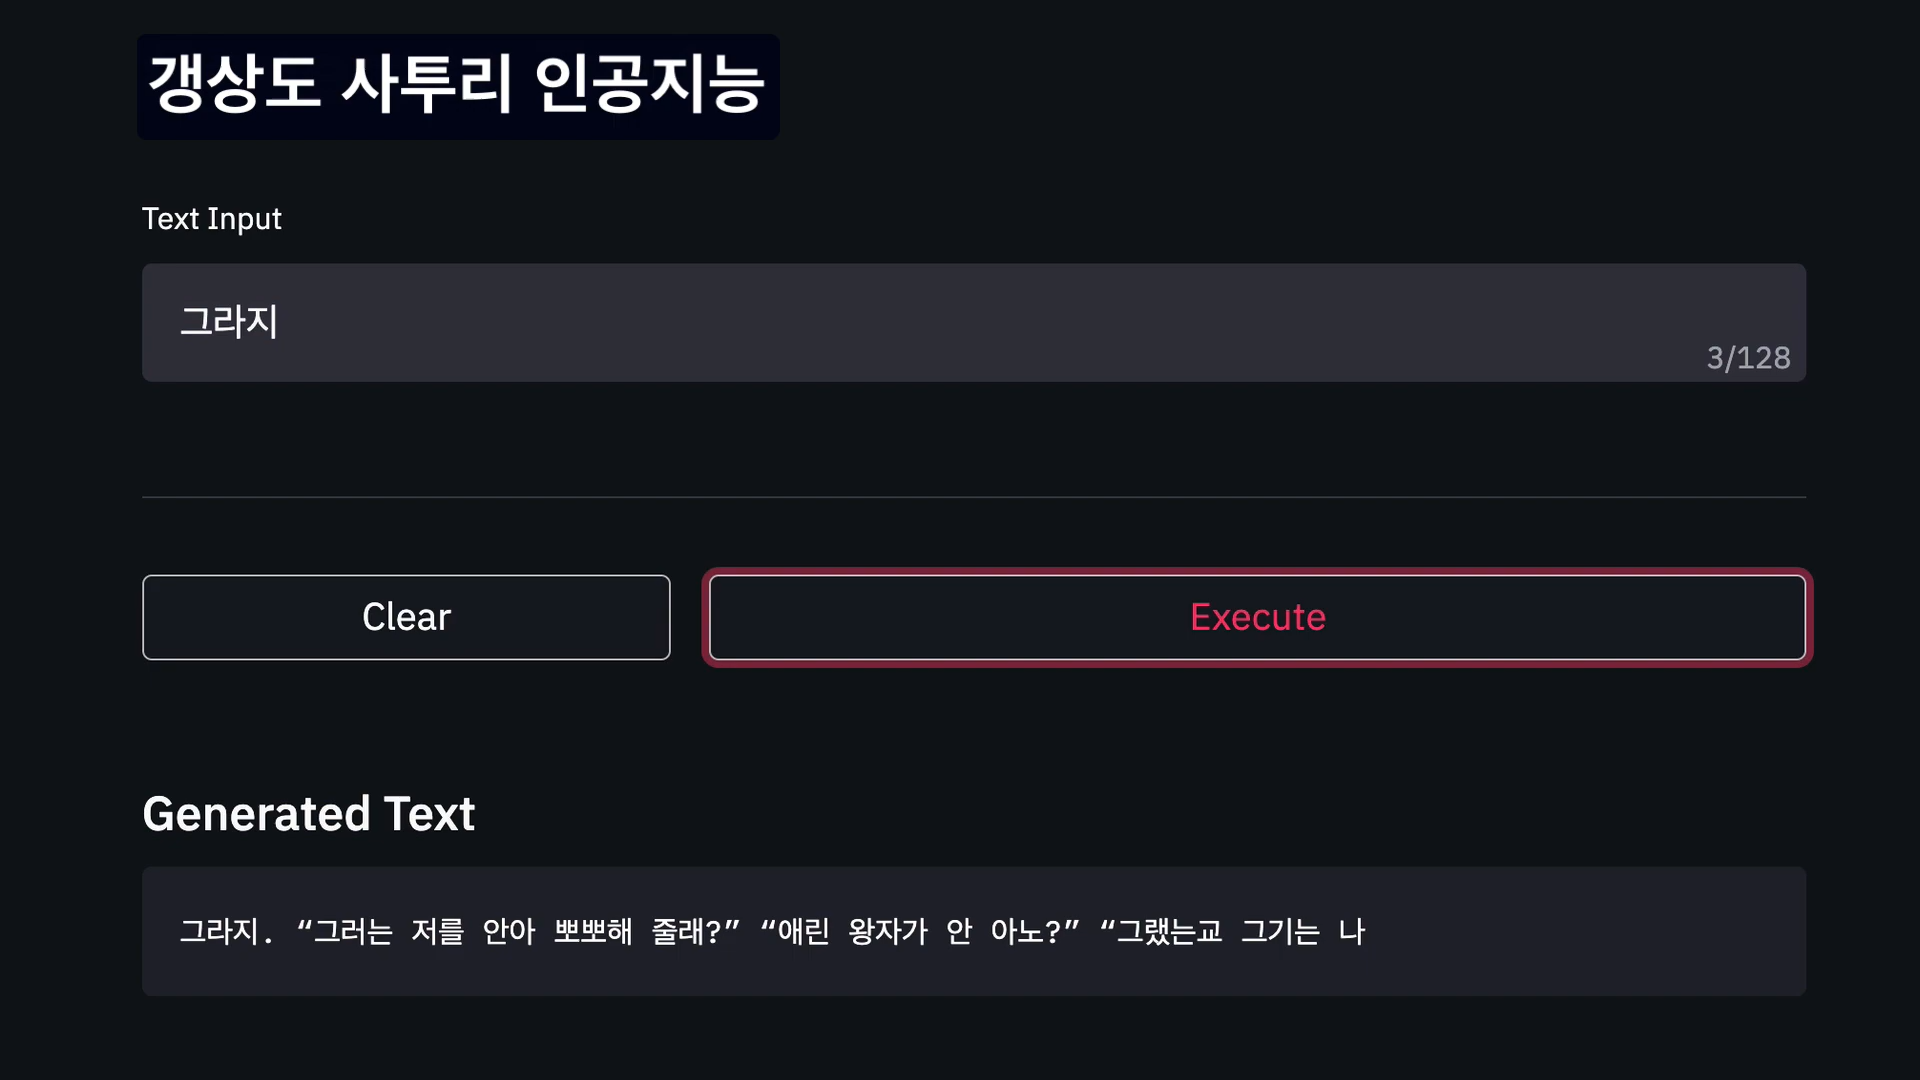 갱상도 사투리 인공지능
Text Input
그라지
3/128
Clear
Execute
Generated Text
그라지. “그러는 저를 안아 뽀뽀해 줄래?” “애린 왕자가 안 아노?” “그랬는교 그기는 나